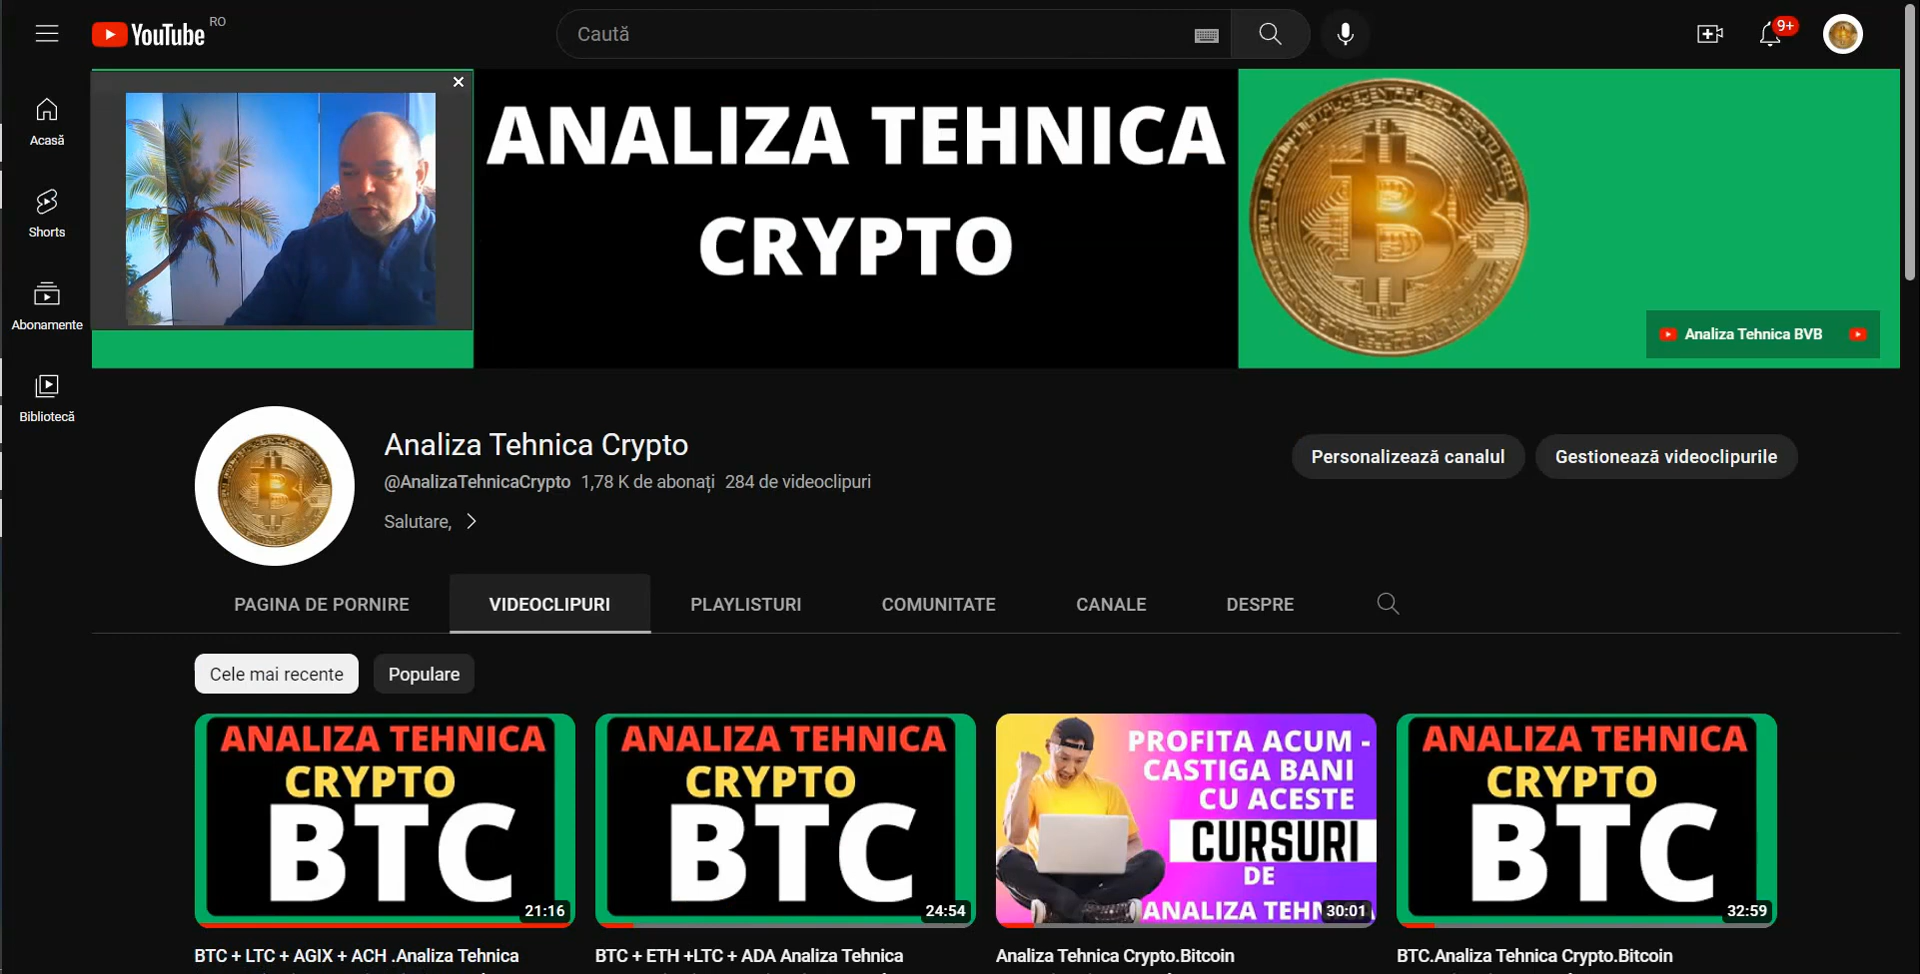 YouTube RO
Caută
9+
Acasă
Shorts
Abonamente
Bibliotecă
ANALIZA TEHNICA
CRYPTO
Analiza Tehnica BVB
Analiza Tehnica Crypto
@AnalizaTehnicaCrypto 1,78 K de abonați 284 de videoclipuri
Salutare,
Personalizează canalul
Gestionează videoclipurile
PAGINA DE PORNIRE
VIDEOCLIPURI
PLAYLISTURI
COMUNITATE
CANALE
DESPRE
Cele mai recente
Populare
ANALIZA TEHNICA
CRYPTO
BTC
21:16
BTC + LTC + AGIX + ACH .Analiza Tehnica
ANALIZA TEHNICA
CRYPTO
BTC
24:54
BTC + ETH +LTC + ADA Analiza Tehnica
PROFITA ACUM -
CASTIGA BANI
CU ACESTE
CURSURI
DE
ANALIZA
30:01
Analiza Tehnica Crypto.Bitcoin
ANALIZA TEHNICA
CRYPTO
BTC
32:59
BTC.Analiza Tehnica Crypto.Bitcoin